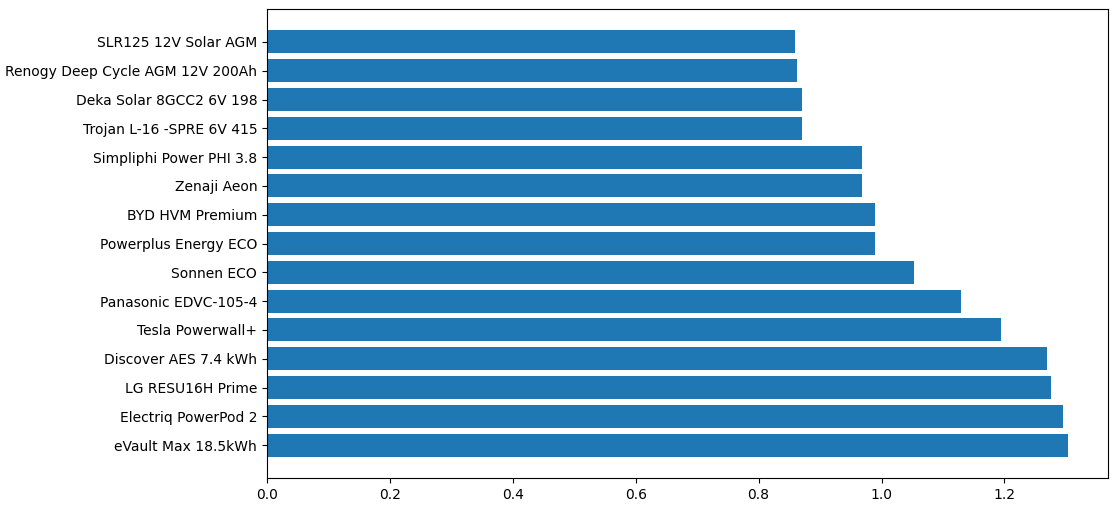 SLR125 12V Solar AGM
Renogy Deep Cycle AGM 12V 200Ah
Deka Solar 8GCC2 6V 198
Trojan L-16 -SPRE 6V 415
Simpliphi Power PHI 3.8
Zenaji Aeon
BYD HVM Premium
Powerplus Energy ECO
Sonnen ECO
Panasonic EDVC-105-4
Tesla Powerwall+
Discover AES 7.4 kWh
LG RESU16H Prime
Electriq PowerPod 2
eVault Max 18.5kWh
0.0 0.2 0.4 0.6 0.8 1.0 1.2